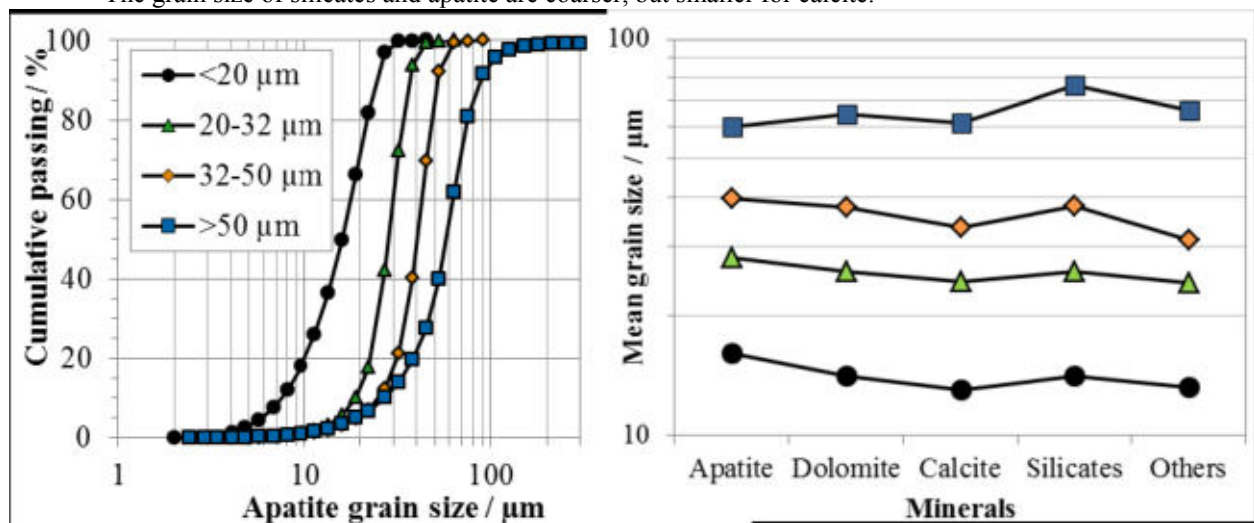 The grain size of silicates and apatite are coarser, but smaller for calcite.
100
80
60
40
20
0
Cumulative passing / %
<20 µm
20-32 µm
32-50 µm
>50 µm
1
10
100
Apatite grain size / µm
100
10
Mean grain size / µm
Apatite
Dolomite
Calcite
Silicates
Others
Minerals